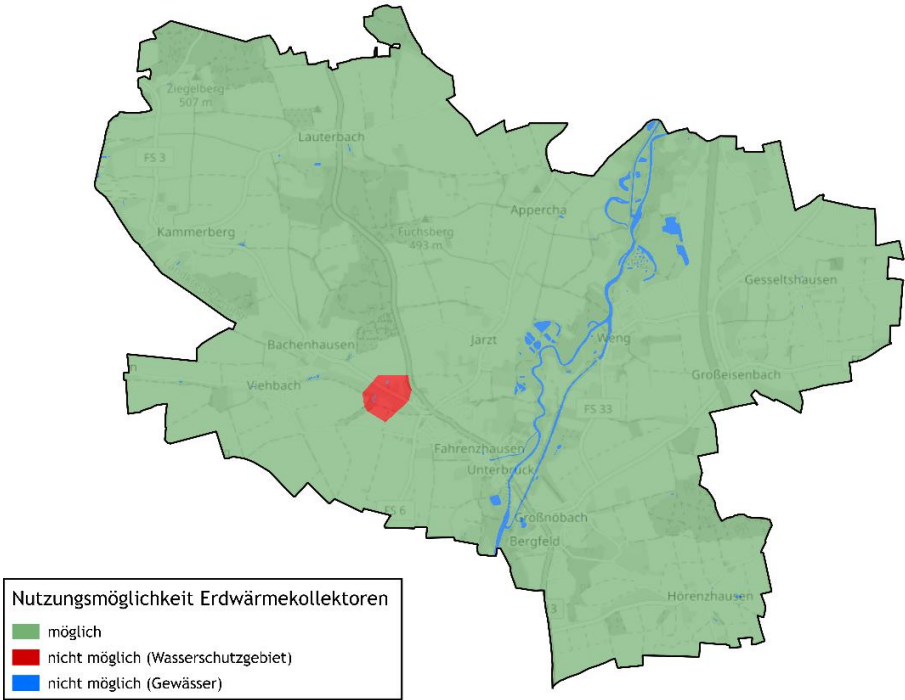 Ziegelberg
507 m
Lauterbach
FS 3
Appercha
Kammerberg
Fuchsberg
493 m
Gesseltshausen
Jarzt
Weng
Bachenhausen
Großeisenbach
Viehbach
FS 33
Fahrenzhausen
Unterbruck
FS 6
Großnöbach
Bergfeld
Hörenzhausen
Nutzungsmöglichkeit Erdwärmekollektoren
möglich
nicht möglich (Wasserschutzgebiet)
nicht möglich (Gewässer)